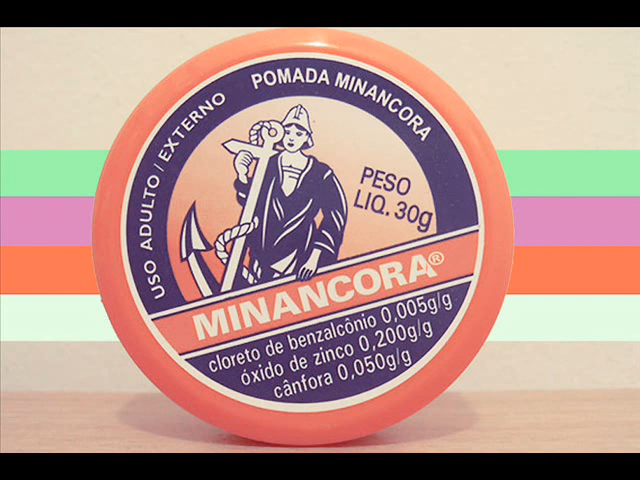 USO ADULTO / EXTERNO
POMADA MINANCORA
PESO
LIQ. 30g
MINANCORA®
cloreto de benzalcônio 0,005g/g
óxido de zinco 0,200g/g
cânfora 0,050g/g